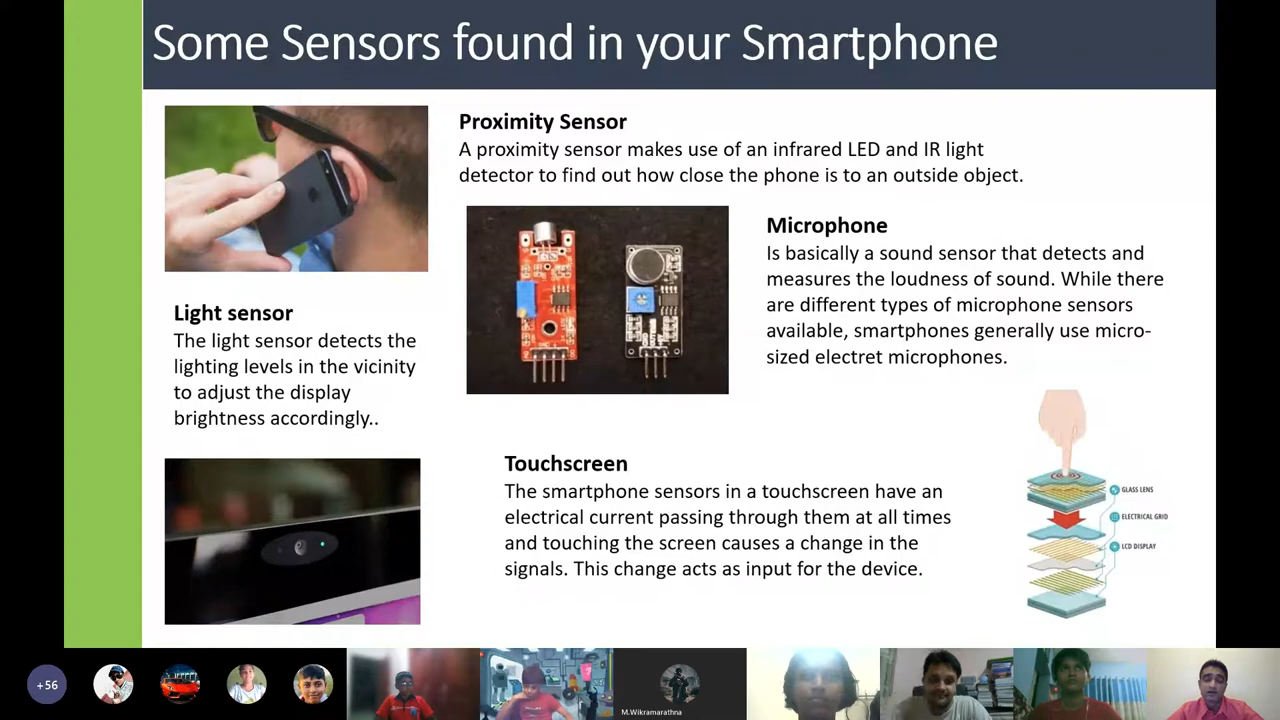 Some Sensors found in your Smartphone
Proximity Sensor
A proximity sensor makes use of an infrared LED and IR light
detector to find out how close the phone is to an outside object.
Microphone
Is basically a sound sensor that detects and
measures the loudness of sound. While there
are different types of microphone sensors
available, smartphones generally use micro-
sized electret microphones.
Light sensor
The light sensor detects the
lighting levels in the vicinity
to adjust the display
brightness accordingly..
Touchscreen
The smartphone sensors in a touchscreen have an
electrical current passing through them at all times
and touching the screen causes a change in the
signals. This change acts as input for the device.
GLASS LENS
ELECTRICAL GRID
LCD DISPLAY
+56
M.Wikramarathna